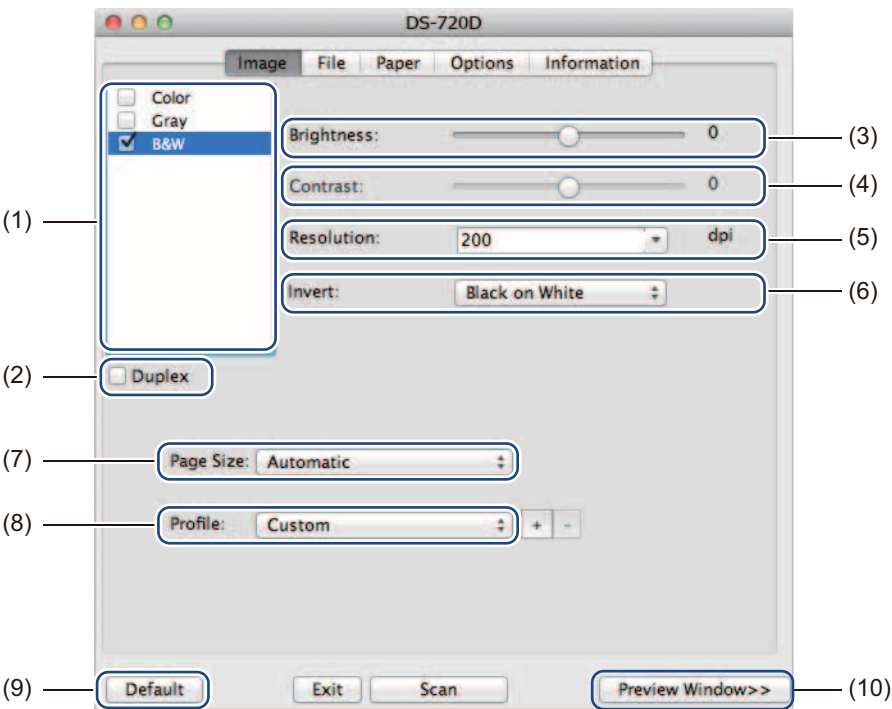 DS-720D
Image File Paper Options Information
Color
Gray
B&W
(1)
Brightness: 0 (3)
Contrast: 0 (4)
Resolution: 200 dpi (5)
Invert: Black on White (6)
(2) Duplex
(7) Page Size: Automatic
(8) Profile: Custom + -
(9) Default Exit Scan Preview Window>> (10)